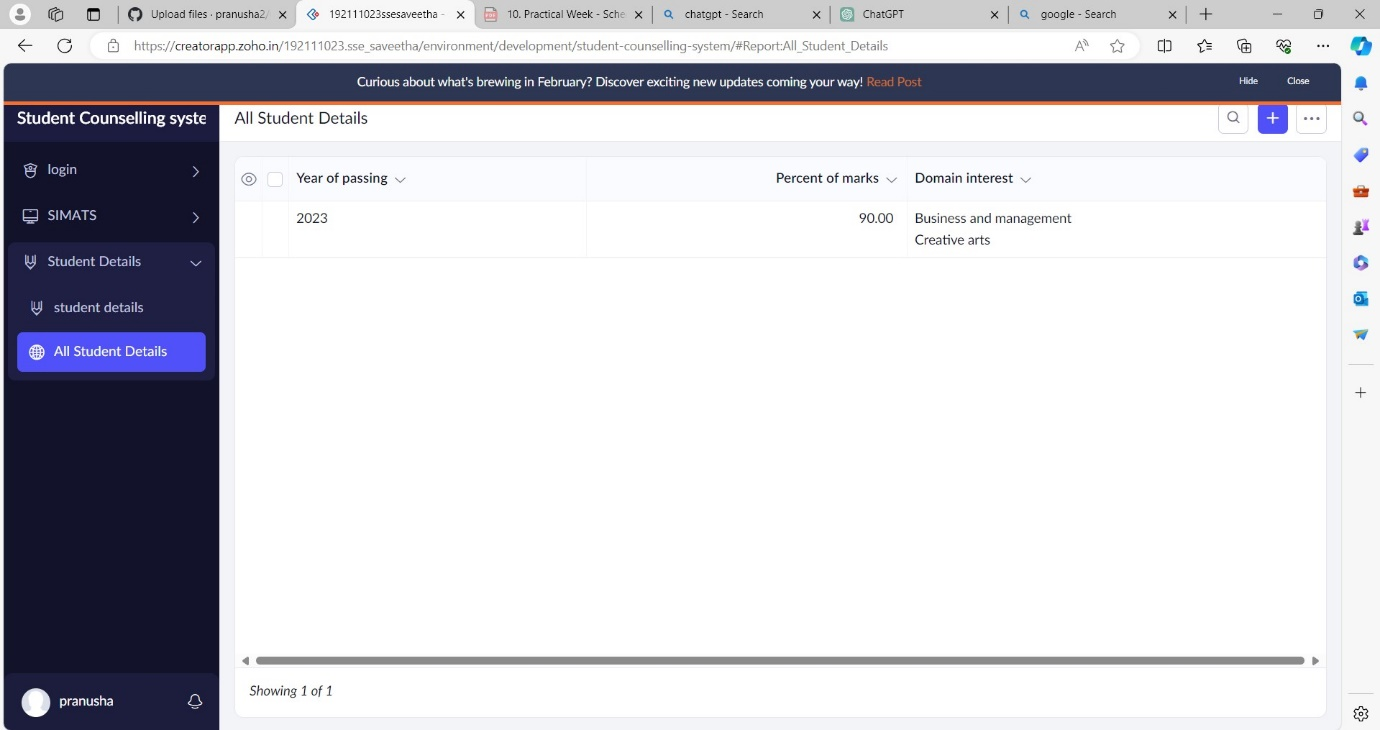 Upload files · pranusha2/
192111023ssesaveetha -
10. Practical Week - Sche
chatgpt - Search
ChatGPT
google - Search
https://creatorapp.zoho.in/192111023.sse_saveetha/environment/development/student-counselling-system/#Report:All_Student_Details
Curious about what's brewing in February? Discover exciting new updates coming your way! Read Post
Hide
Close
Student Counselling syste
All Student Details
login
SIMATS
Student Details
student details
All Student Details
Year of passing
Percent of marks
Domain interest
2023
90.00
Business and management
Creative arts
Showing 1 of 1
pranusha